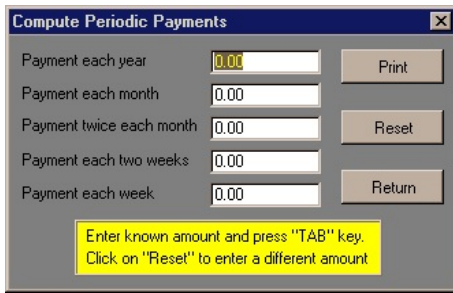 Compute Periodic Payments
Payment each year 0.00 Print
Payment each month 0.00
Payment twice each month 0.00 Reset
Payment each two weeks 0.00
Payment each week 0.00 Return
Enter known amount and press "TAB" key.
Click on "Reset" to enter a different amount